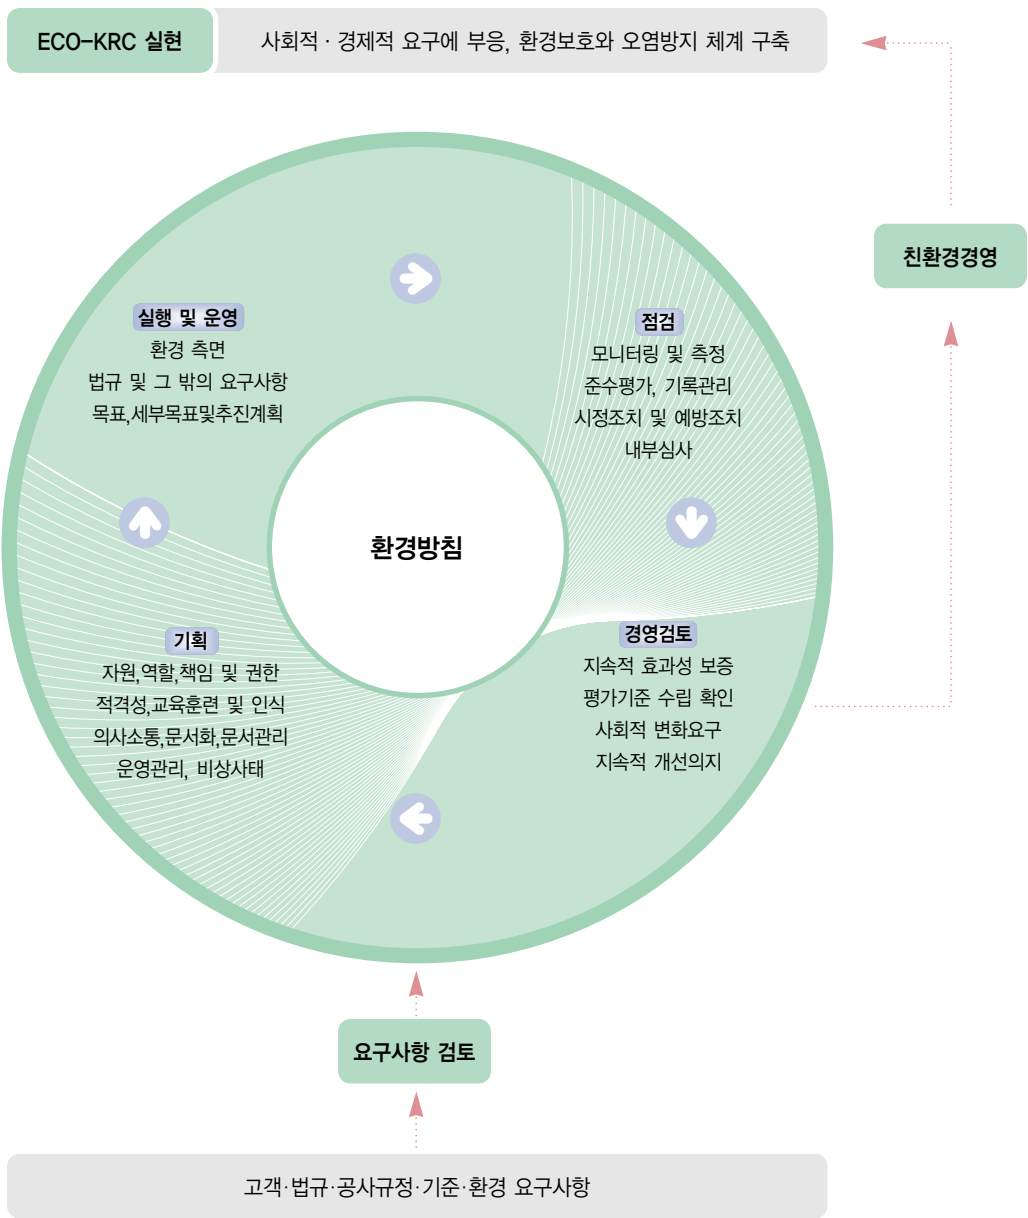 ECO-KRC 실현
사회적 · 경제적 요구에 부응, 환경보호와 오염방지 체계 구축
친환경경영
실행 및 운영
환경 측면
법규 및 그 밖의 요구사항
목표,세부목표및추진계획
점검
모니터링 및 측정
준수평가, 기록관리
시정조치 및 예방조치
내부심사
환경방침
기획
자원,역할,책임 및 권한
적격성,교육훈련 및 인식
의사소통,문서화,문서관리
운영관리, 비상사태
경영검토
지속적 효과성 보증
평가기준 수립 확인
사회적 변화요구
지속적 개선의지
요구사항 검토
고객·법규·공사규정·기준·환경 요구사항